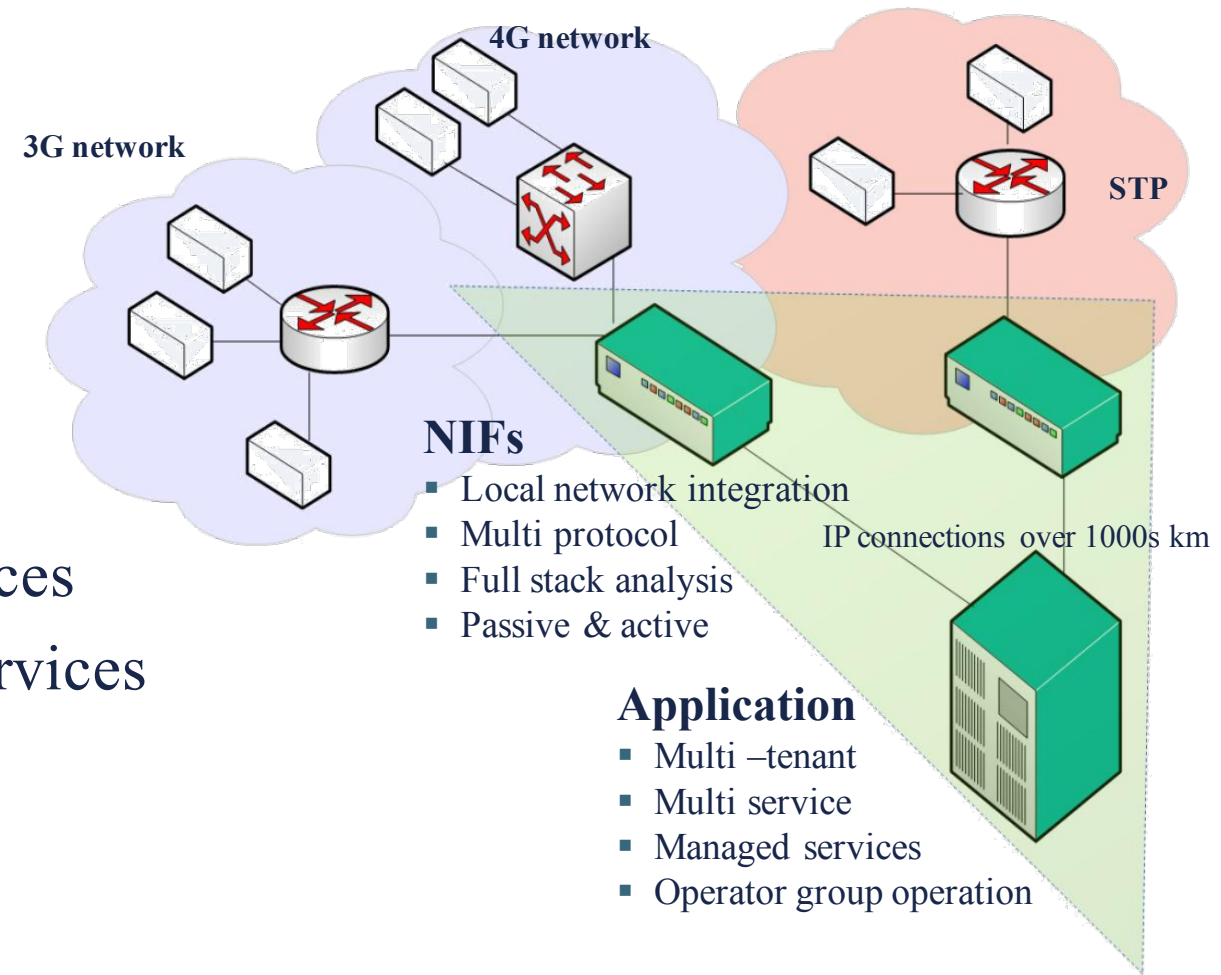 4G network
3G network
STP
NIFs
▪ Local network integration
▪ Multi protocol
▪ Full stack analysis
▪ Passive & active
IP connections over 1000s km
ces
rvices
Application
▪ Multi –tenant
▪ Multi service
▪ Managed services
▪ Operator group operation